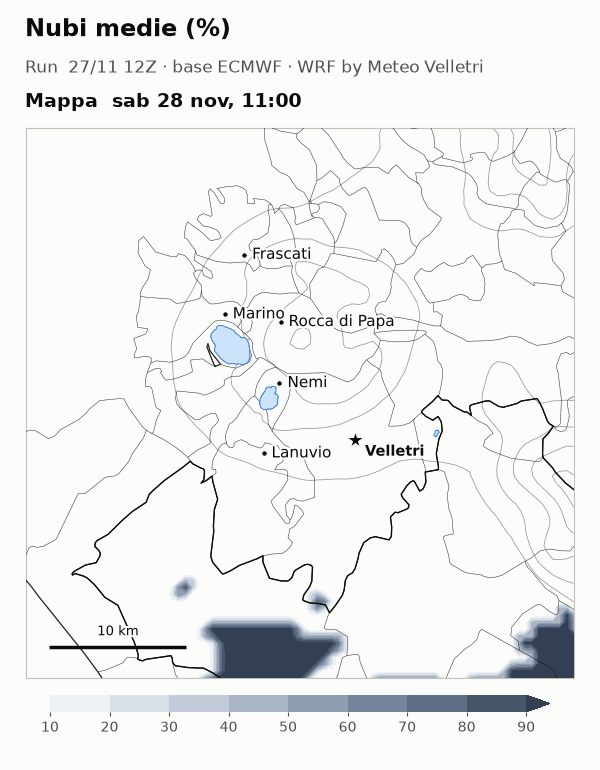 Nubi medie (%)
Run  27/11 12Z · base ECMWF · WRF by Meteo Velletri
Mappa  sab 28 nov, 11:00
Frascati
Marino
Rocca di Papa
Nemi
Lanuvio
Velletri
10 km
10 20 30 40 50 60 70 80 90